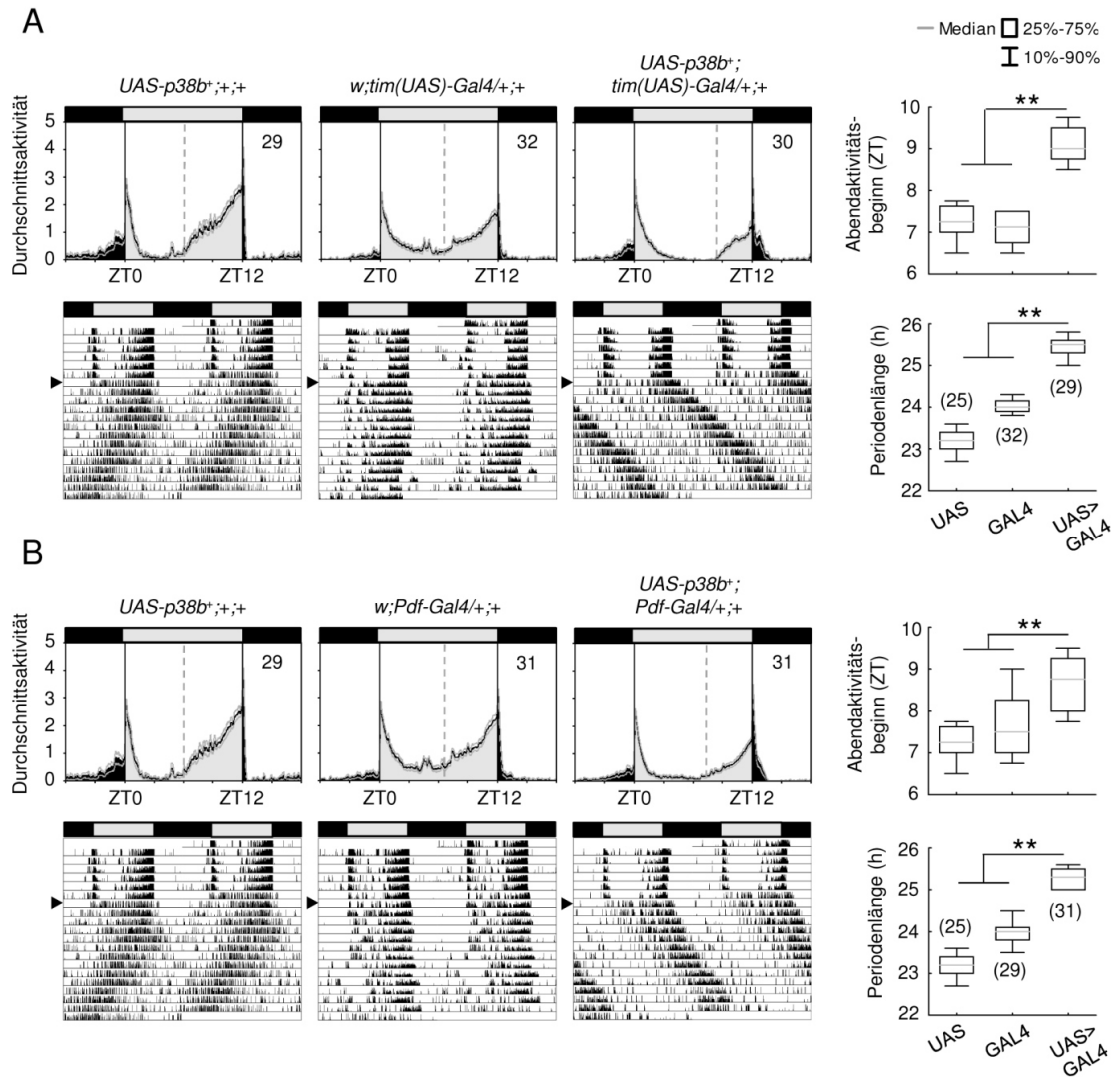 A
Median 25%-75%
10%-90%
UAS-p38b⁺;+;+
w;tim(UAS)-Gal4/+;+
UAS-p38b⁺;
tim(UAS)-Gal4/+;+
Durchschnittsaktivität
5
4
3
2
1
0
29
32
30
ZT0 ZT12
ZT0 ZT12
ZT0 ZT12
Abendaktivitäts-
beginn (ZT)
10
9
8
7
6
**
Periodenlänge (h)
26
25
24
23
22
**
(25)
(32)
(29)
UAS
GAL4
UAS>
GAL4
B
UAS-p38b⁺;+;+
w;Pdf-Gal4/+;+
UAS-p38b⁺;
Pdf-Gal4/+;+
Durchschnittsaktivität
5
4
3
2
1
0
29
31
31
ZT0 ZT12
ZT0 ZT12
ZT0 ZT12
Abendaktivitäts-
beginn (ZT)
10
9
8
7
6
**
Periodenlänge (h)
26
25
24
23
22
**
(25)
(29)
(31)
UAS
GAL4
UAS>
GAL4